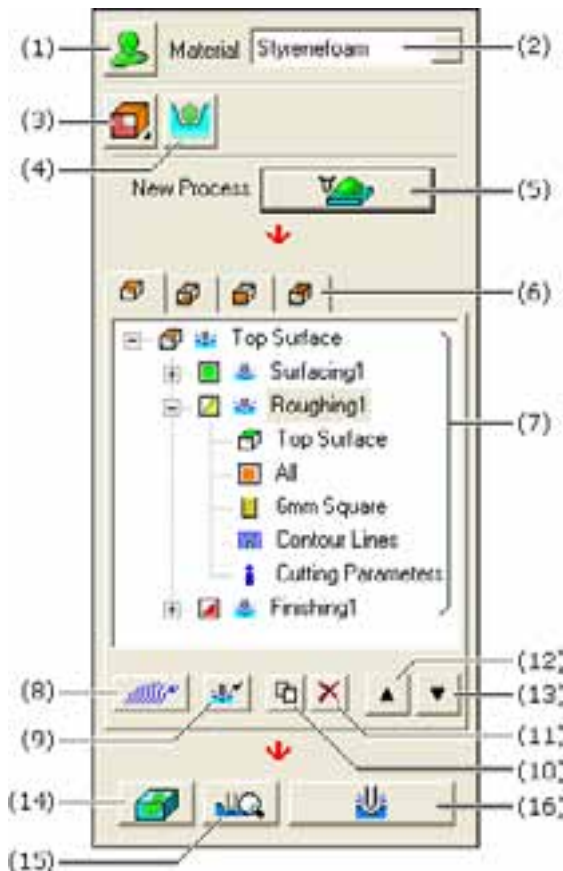 (1) Material Styrenefoam (2)
(3)
(4)
New Process (5)
(6)
Top Surface
Surfacing1
Roughing1 (7)
Top Surface
All
6mm Square
Contour Lines
Cutting Parameters
Finishing1
(12)
(8) (13)
(9) (11)
(10)
(14) (16)
(15)